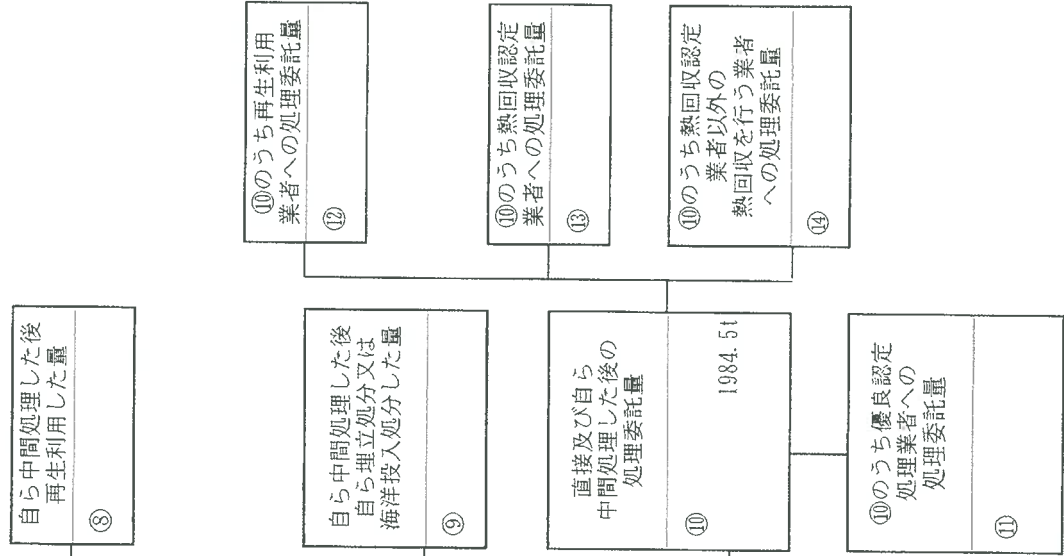 自ら中間処理した後
再生利用した量
⑧
自ら中間処理した後
自ら埋立処分又は
海洋投入処分した量
⑨
直接及び自ら
中間処理した後の
処理委託量
⑩
1984.5t
⑩のうち優良認定
処理業者への
処理委託量
⑪
⑩のうち再生利用
業者への処理委託量
⑫
⑩のうち熱回収認定
業者への処理委託量
⑬
⑩のうち熱回収認定
業者以外の
熱回収を行う業者
への処理委託量
⑭